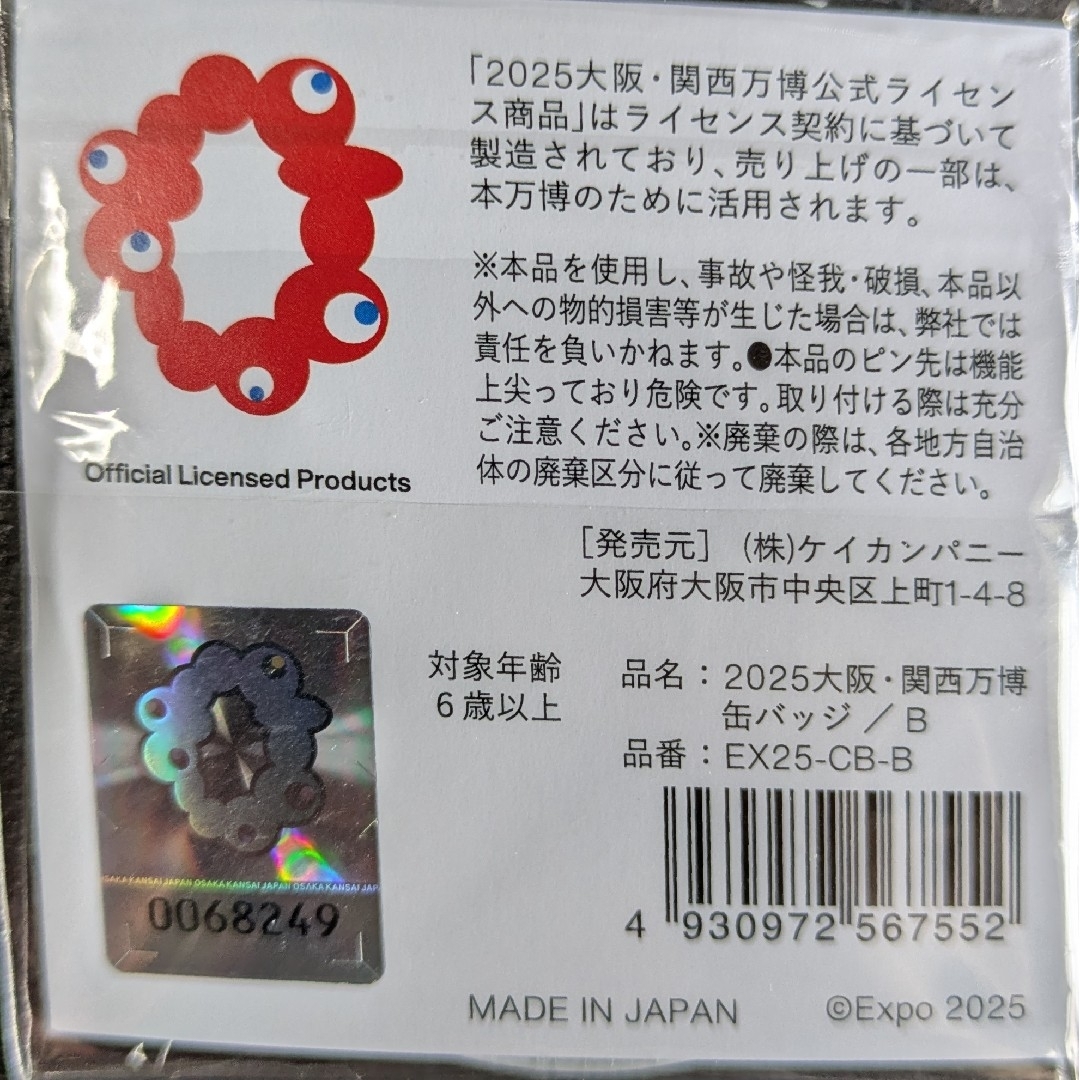 「2025大阪・関西万博公式ライセン
ス商品」はライセンス契約に基づいて
製造されており、売り上げの一部は、
本万博のために活用されます。
※本品を使用し、事故や怪我・破損、本品以
外への物的損害等が生じた場合は、弊社では
責任を負いかねます。●本品のピン先は機能
上尖っており危険です。取り付ける際は充分
ご注意ください。※廃棄の際は、各地方自治
体の廃棄区分に従って廃棄してください。
Official Licensed Products
［発売元］ (株)ケイカンパニー
大阪府大阪市中央区上町1-4-8
対象年齢
6歳以上
品名：2025大阪・関西万博
缶バッジ ／ B
品番：EX25-CB-B
OSAKA KANSAI JAPAN OSAKA KANSAI JAPAN OSAKA KANSAI JAP
0068249
4 930972 567552
MADE IN JAPAN
©Expo 2025